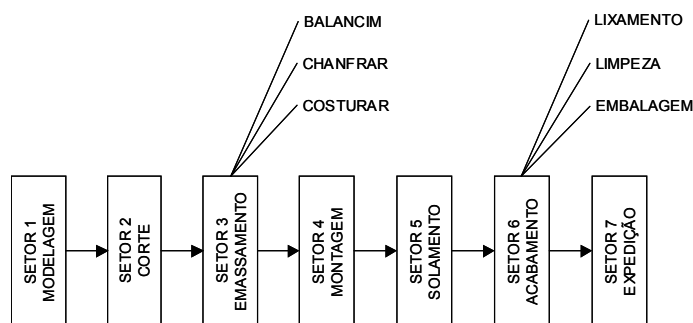 BALANCIM
CHANFRAR
COSTURAR
LIXAMENTO
LIMPEZA
EMBALAGEM
SETOR 1
MODELAGEM
SETOR 2
CORTE
SETOR 3
EMASSAMENTO
SETOR 4
MONTAGEM
SETOR 5
SOLAMENTO
SETOR 6
ACABAMENTO
SETOR 7
EXPEDIÇÃO